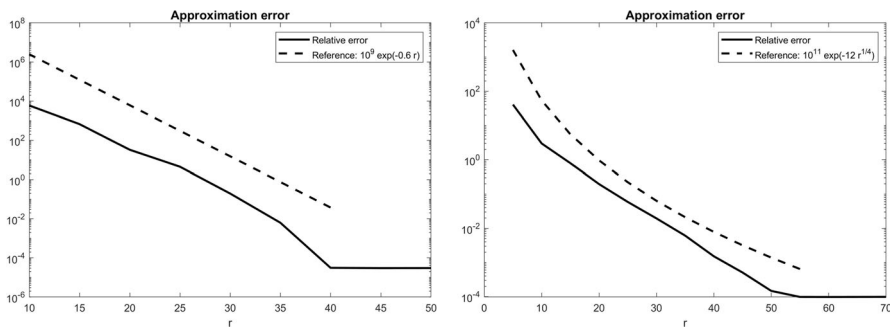 Approximation error
10^8
10^6
10^4
10^2
10^0
10^-2
10^-4
10^-6
Relative error
Reference: 10^9 exp(-0.6 r)
10 15 20 25 30 35 40 45 50
r
Approximation error
10^4
10^2
10^0
10^-2
10^-4
Relative error
Reference: 10^11 exp(-12 r^1/4)
0 10 20 30 40 50 60 70
r